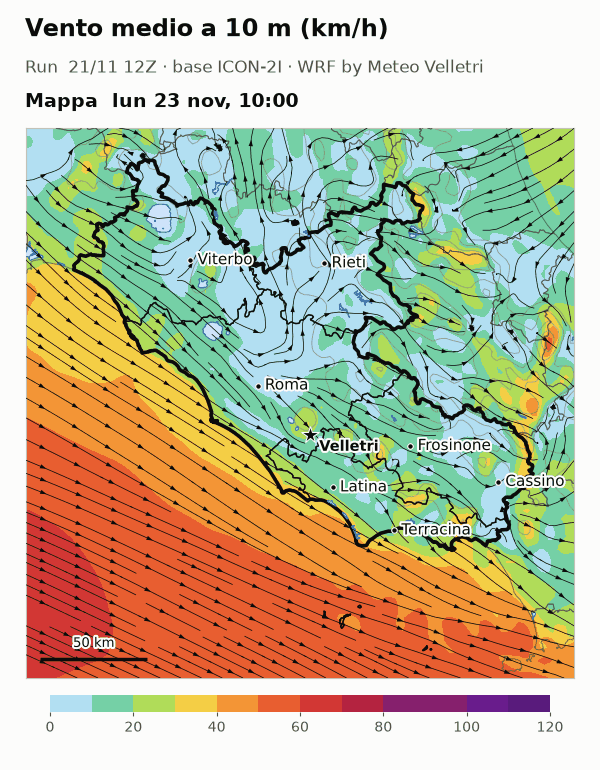 Vento medio a 10 m (km/h)
Run  21/11 12Z · base ICON-2I · WRF by Meteo Velletri
Mappa  lun 23 nov, 10:00
Viterbo
Rieti
Roma
Velletri
Frosinone
Cassino
Latina
Terracina
50 km
0 20 40 60 80 100 120